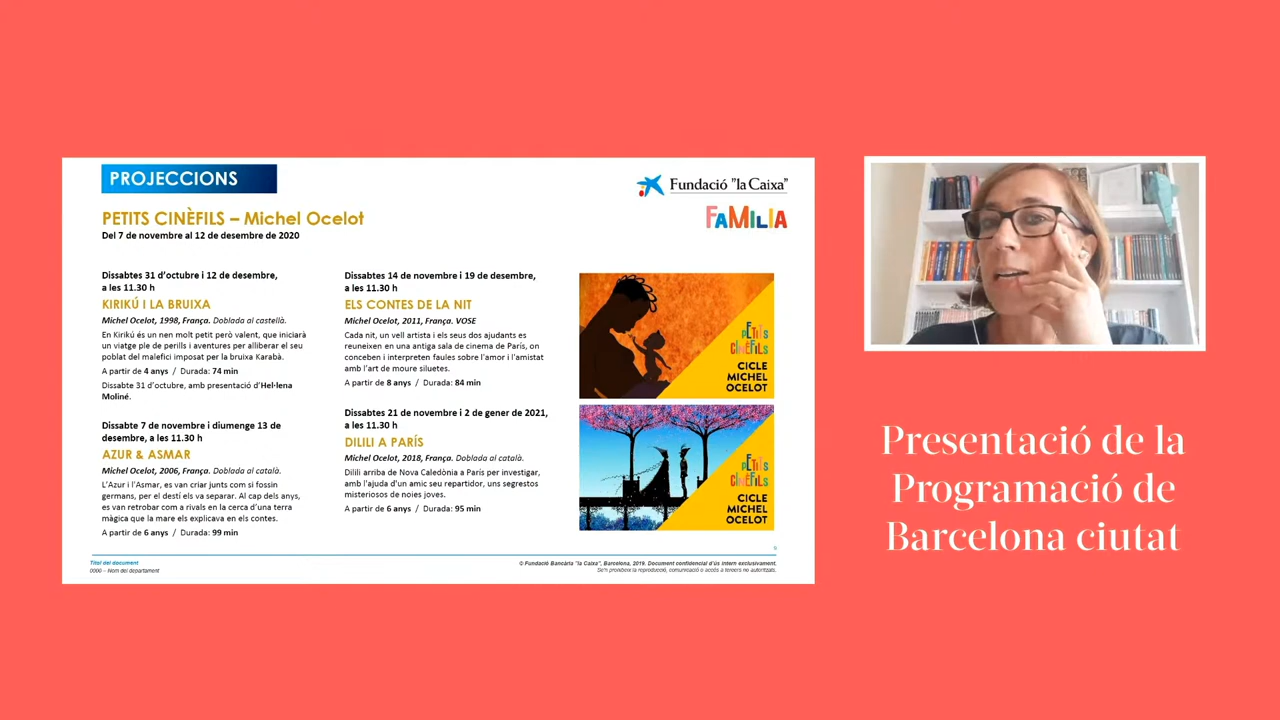 PROJECCIONS
Fundació "la Caixa"
FAMILIA
PETITS CINÈFILS – Michel Ocelot
Del 7 de novembre al 12 de desembre de 2020
Dissabtes 31 d'octubre i 12 de desembre,
a les 11.30 h
KIRIKÚ I LA BRUIXA
Michel Ocelot, 1998, França. Doblada al castellà.
En Kirikú és un nen molt petit però valent, que iniciarà
un viatge ple de perills i aventures per alliberar el seu
poblat del malefici imposat per la bruixa Karabà.
A partir de 4 anys / Durada: 74 min
Dissabte 31 d'octubre, amb presentació d'Hel·lena
Moliné.
Dissabte 7 de novembre i diumenge 13 de
desembre, a les 11.30 h
AZUR & ASMAR
Michel Ocelot, 2006, França. Doblada al català.
L'Azur i l'Asmar, es van criar junts com si fossin
germans, per el destí els va separar. Al cap dels anys,
es van retrobar com a rivals en la cerca d'una terra
màgica que la mare els explicava en els contes.
A partir de 6 anys / Durada: 99 min
Dissabtes 14 de novembre i 19 de desembre,
a les 11.30 h
ELS CONTES DE LA NIT
Michel Ocelot, 2011, França. VOSE
Cada nit, un vell artista i els seus dos ajudants es
reuneixen en una antiga sala de cinema de París, on
conceben i interpreten faules sobre l'amor i l'amistat
amb l'art de moure siluetes.
A partir de 8 anys / Durada: 84 min
Dissabtes 21 de novembre i 2 de gener de 2021,
a les 11.30 h
DILILI A PARÍS
Michel Ocelot, 2018, França. Doblada al català.
Dilili arriba de Nova Caledònia a París per investigar,
amb l'ajuda d'un amic seu repartidor, uns segrestos
misteriosos de noies joves.
A partir de 6 anys / Durada: 95 min
PETITS
CINÈFILS
CICLE
MICHEL
OCELOT
PETITS
CINÈFILS
CICLE
MICHEL
OCELOT
Títol del document
0000 – Nom del departament
© Fundació Bancària "la Caixa", Barcelona, 2019. Document confidencial d'ús intern exclusivament.
Se'n prohibeix la reproducció, comunicació o accés a tercers no autoritzats.
Presentació de la
Programació de
Barcelona ciutat